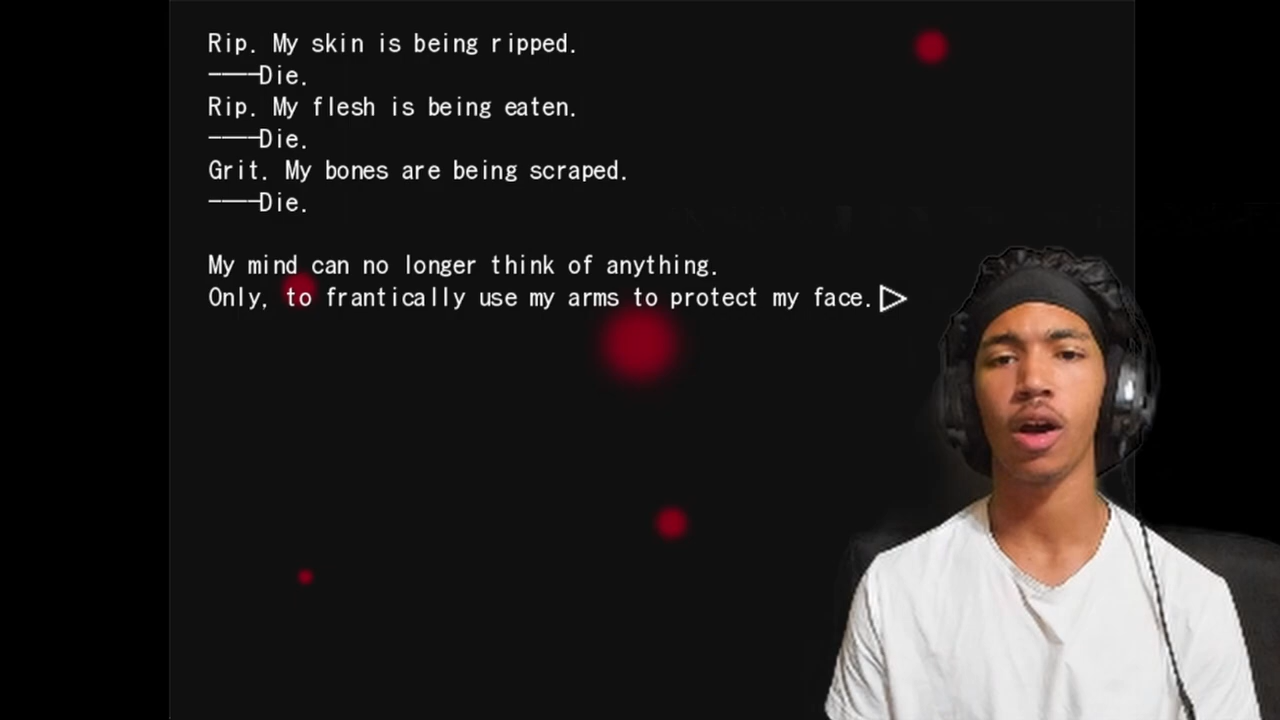 Rip. My skin is being ripped.
───Die.
Rip. My flesh is being eaten.
───Die.
Grit. My bones are being scraped.
───Die.
My mind can no longer think of anything.
Only, to frantically use my arms to protect my face.